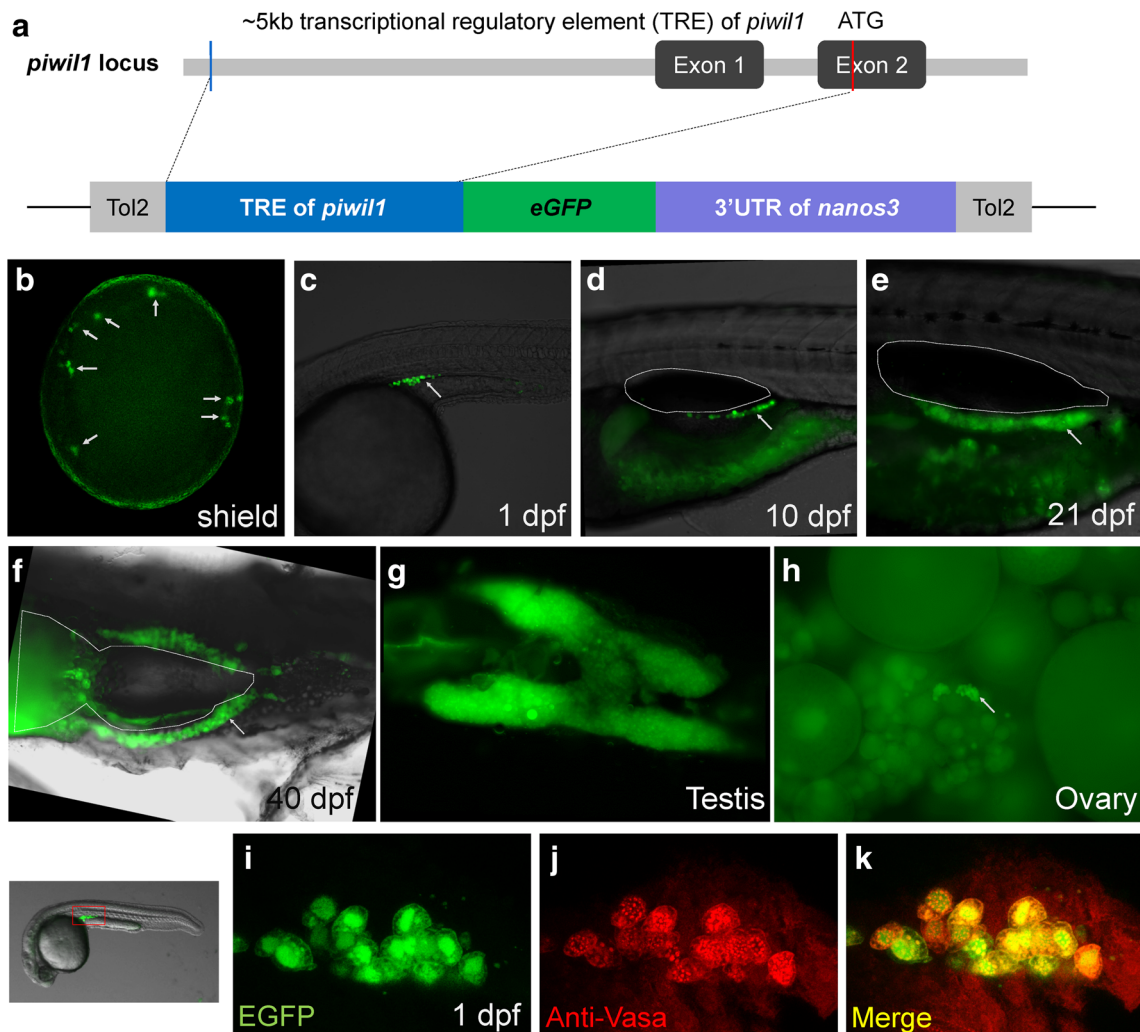 a
~5kb transcriptional regulatory element (TRE) of piwil1 ATG
piwil1 locus
Exon 1
Exon 2
Tol2
TRE of piwil1
eGFP
3'UTR of nanos3
Tol2
b
shield
c
1 dpf
d
10 dpf
e
21 dpf
f
40 dpf
g
Testis
h
Ovary
i
EGFP
1 dpf
j
Anti-Vasa
k
Merge